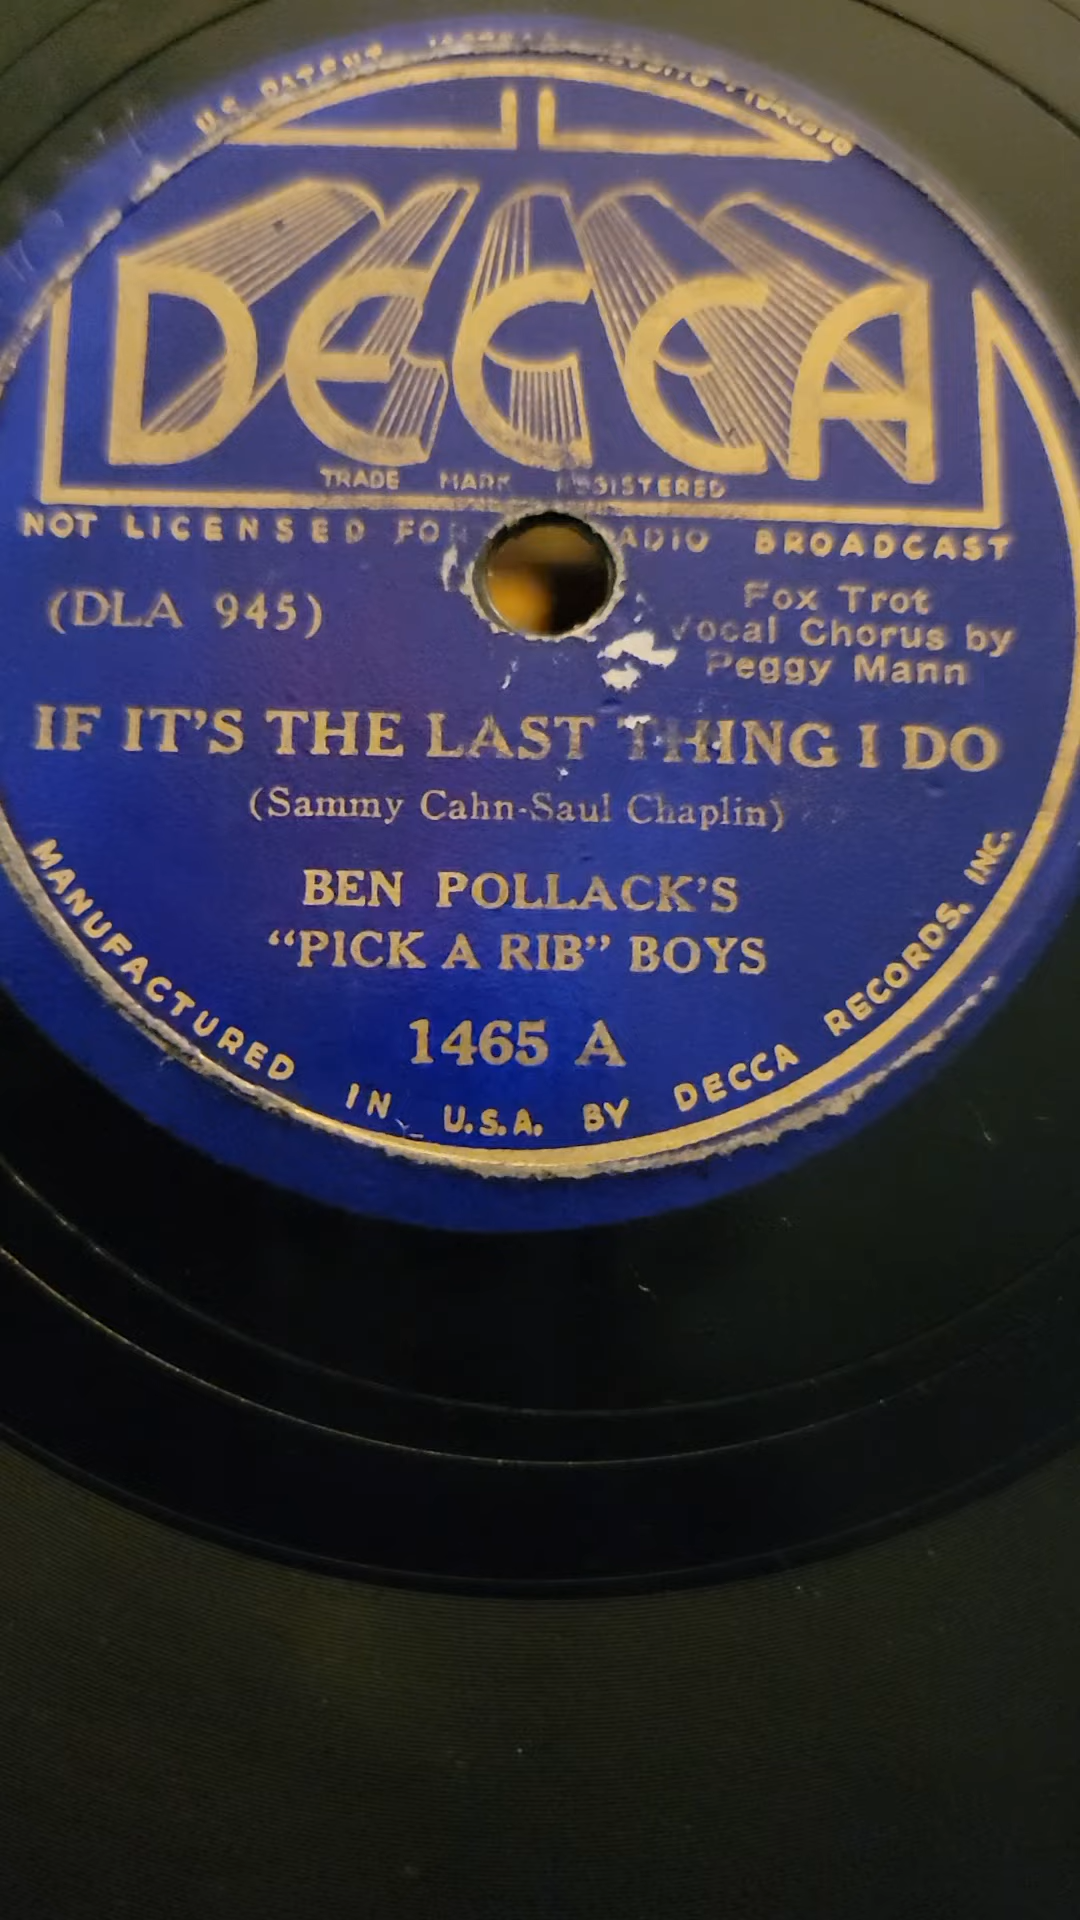 U.S. PATENT
DECCA
TRADE MARK REGISTERED
NOT LICENSED FOR RADIO BROADCAST
(DLA 945)
Fox Trot
Vocal Chorus by
Peggy Mann
IF IT'S THE LAST THING I DO
(Sammy Cahn-Saul Chaplin)
BEN POLLACK'S
“PICK A RIB” BOYS
1465 A
MANUFACTURED IN U.S.A. BY DECCA RECORDS, INC.